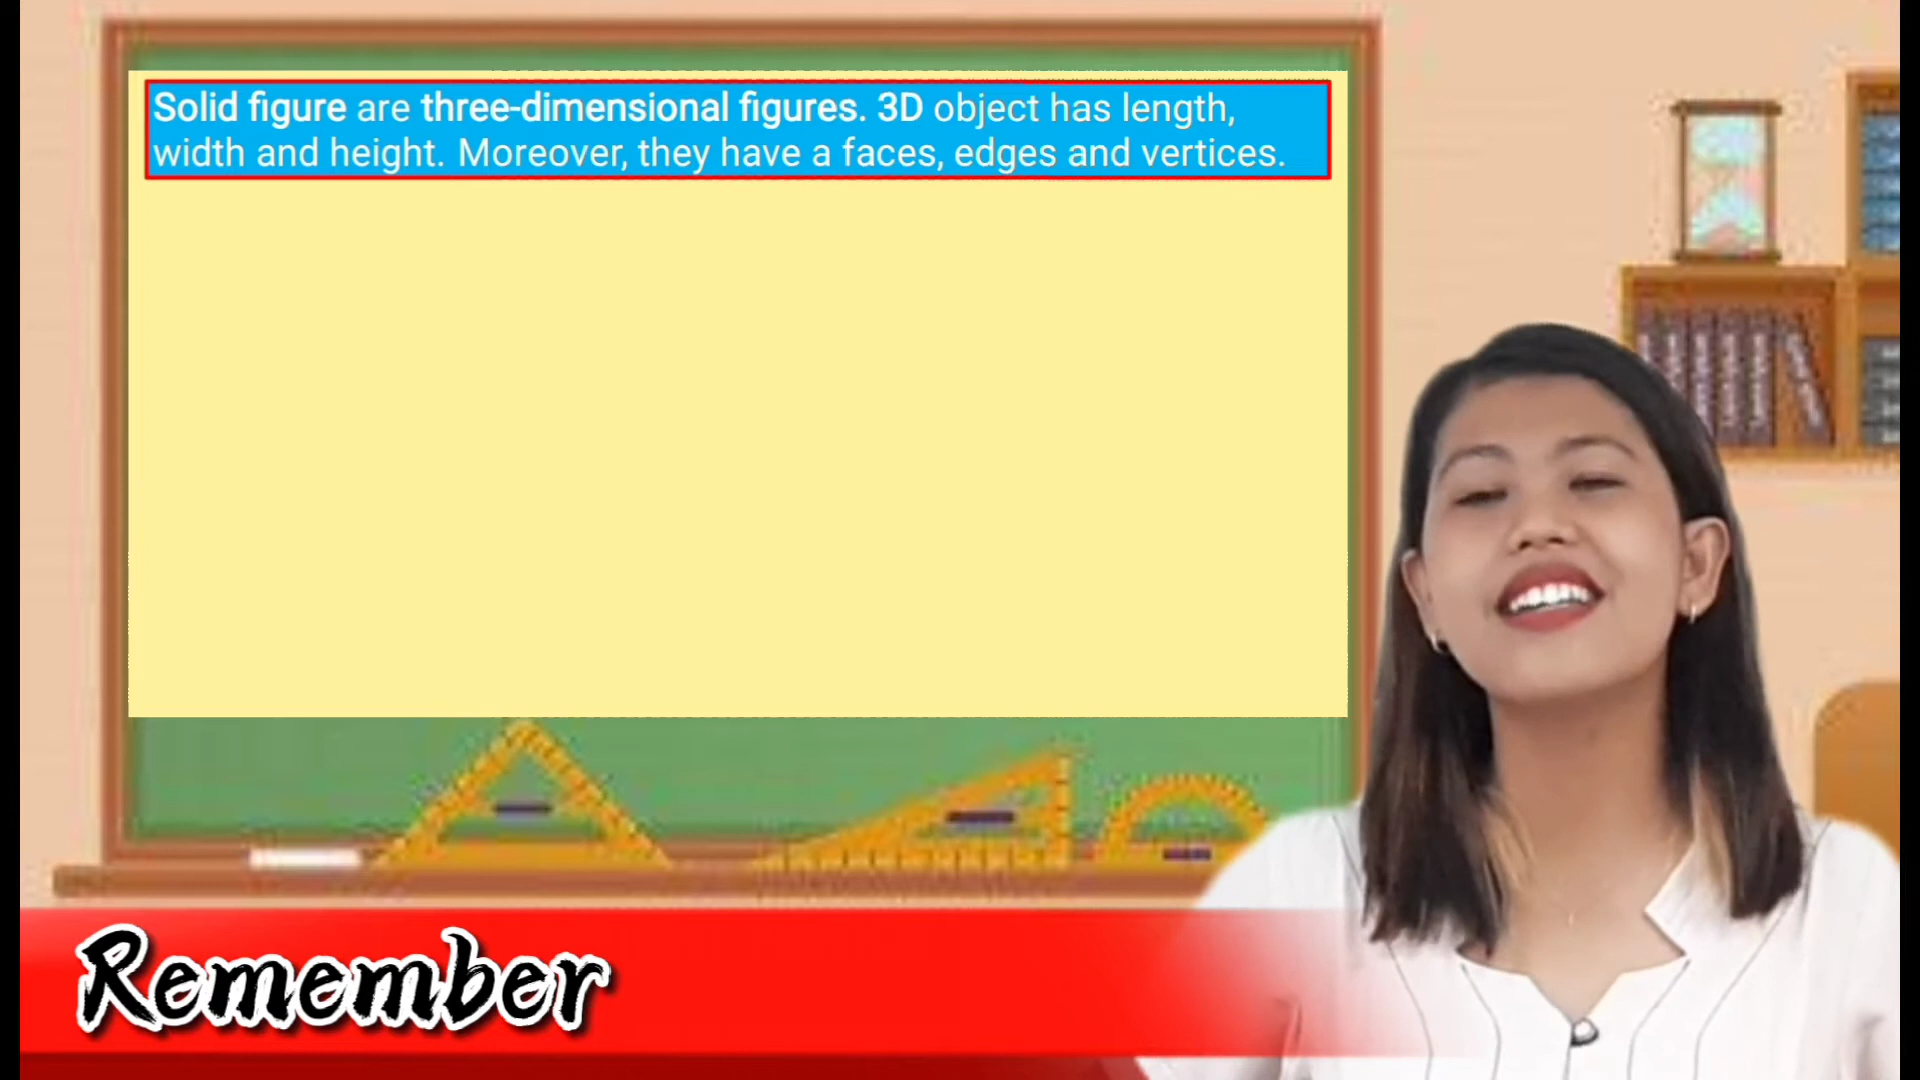 Solid figure are three-dimensional figures. 3D object has length,
width and height. Moreover, they have a faces, edges and vertices.
Remember